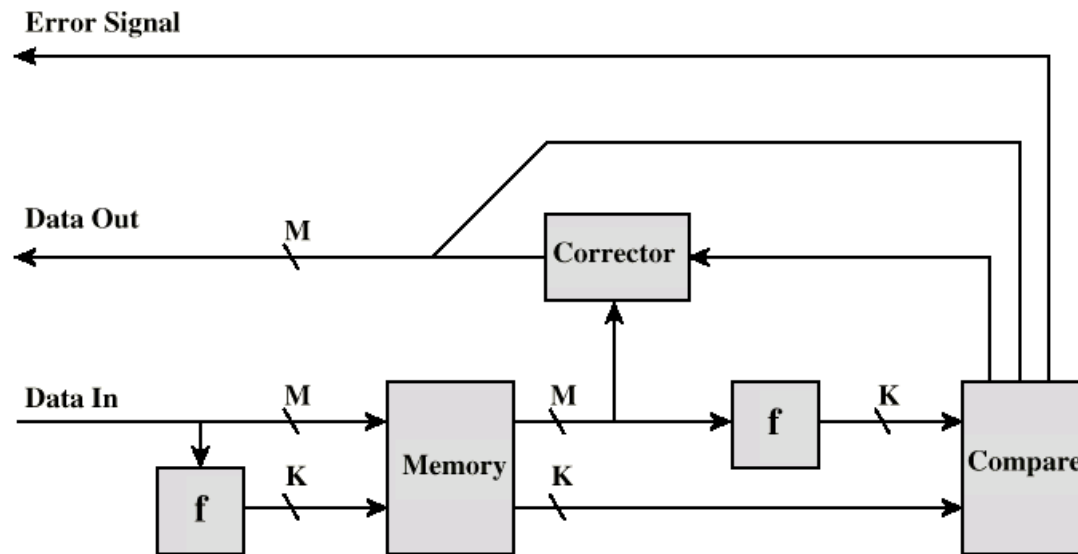 Error Signal
Data Out
M
Corrector
Data In
M
M
K
f
Memory
Compare
K
K
f